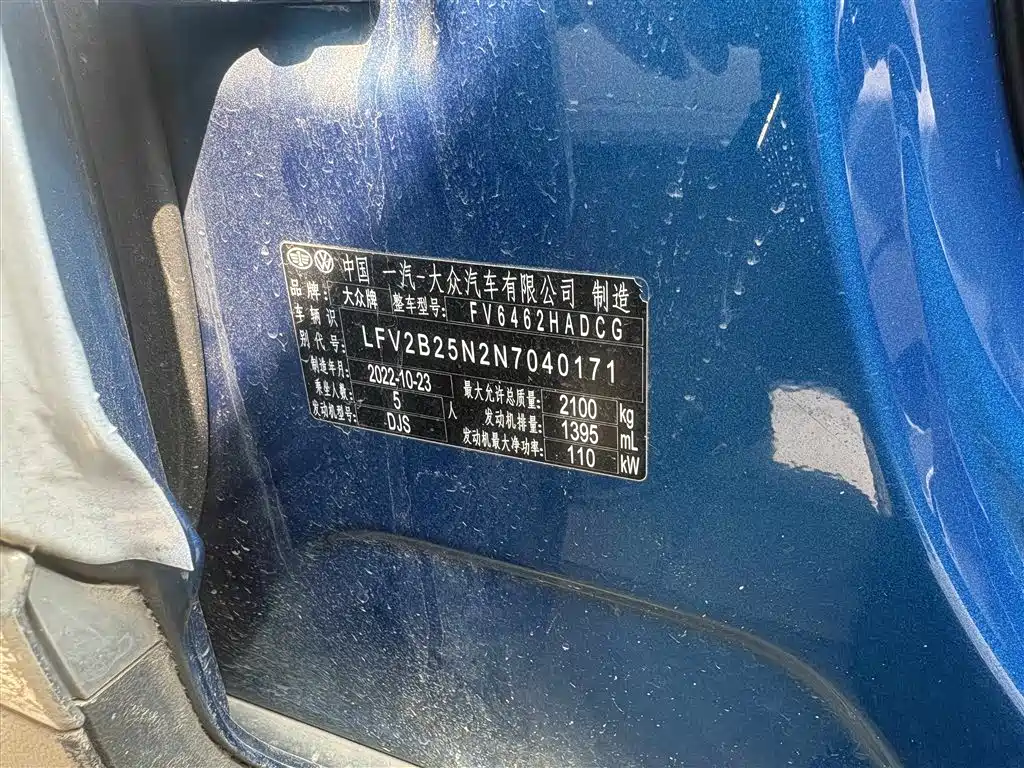 中国 一汽-大众汽车有限公司 制造
品牌: 大众牌 整车型号: FV6462HADCG
车辆识别代号: LFV2B25N2N7040171
制造年月: 2022-10-23 最大允许总质量: 2100 kg
乘坐人数: 5 人 发动机排量: 1395 mL
发动机型号: DJS 发动机最大净功率: 110 kW